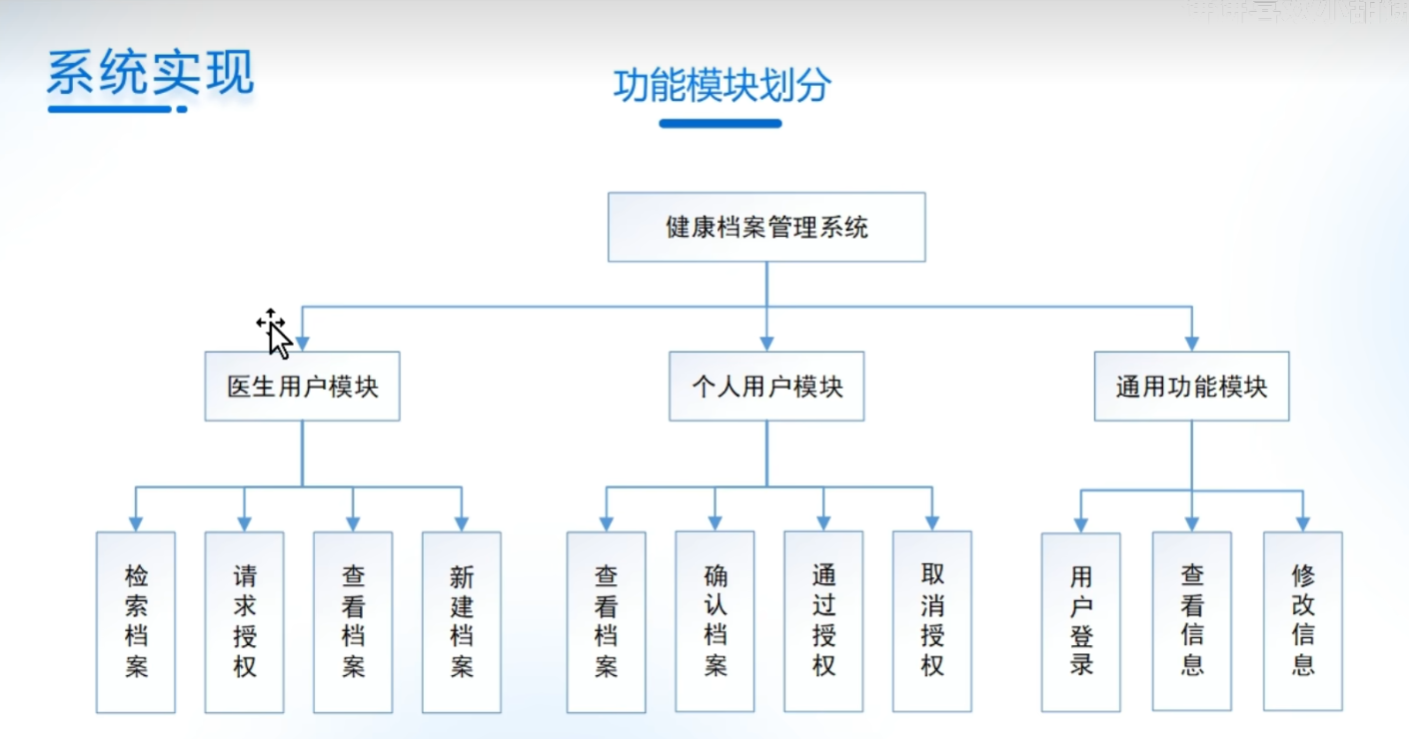 系统实现
功能模块划分
健康档案管理系统
医生用户模块
个人用户模块
通用功能模块
检索档案
请求授权
查看档案
新建档案
查看档案
确认档案
通过授权
取消授权
用户登录
查看信息
修改信息